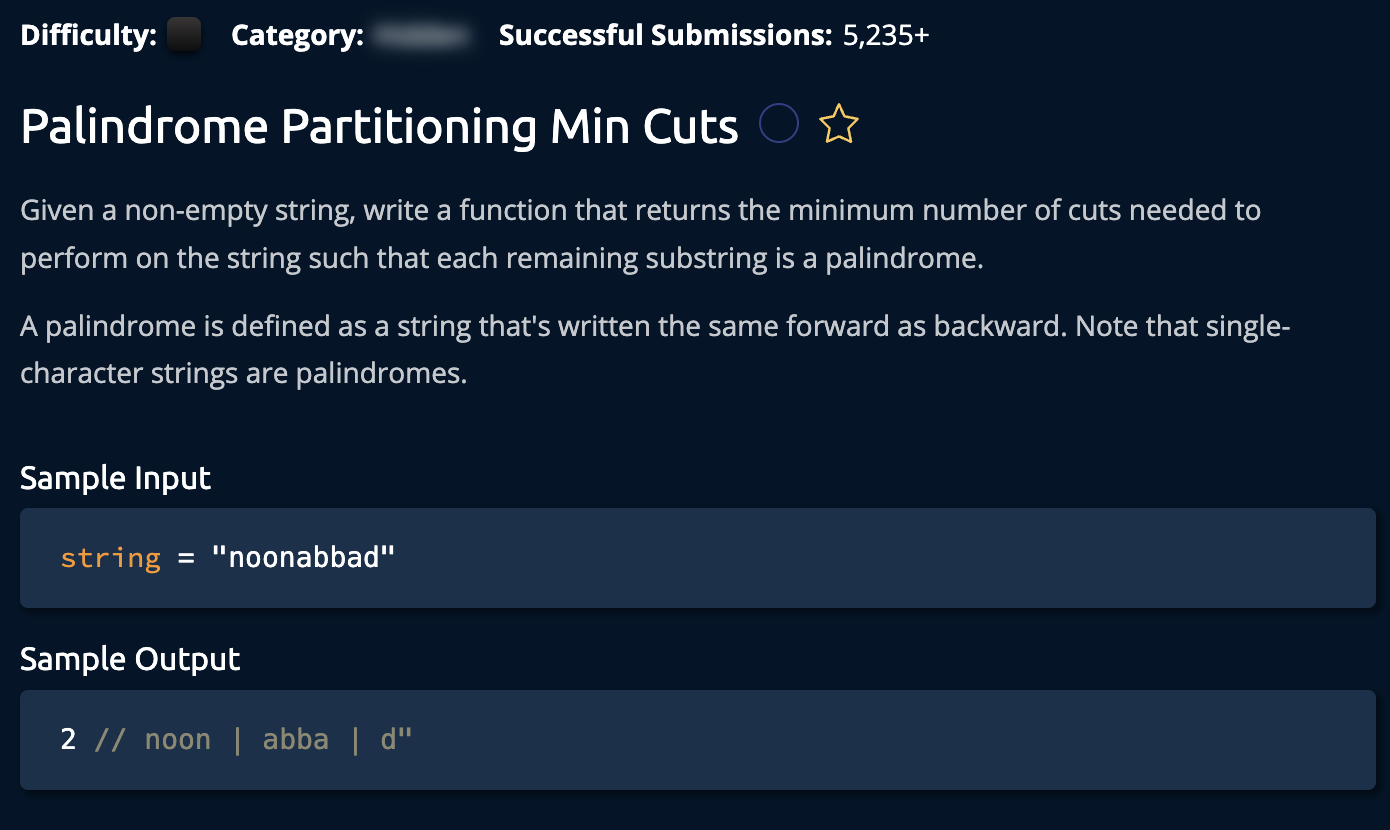 Difficulty: Category: Successful Submissions: 5,235+
Palindrome Partitioning Min Cuts
Given a non-empty string, write a function that returns the minimum number of cuts needed to
perform on the string such that each remaining substring is a palindrome.
A palindrome is defined as a string that's written the same forward as backward. Note that single-
character strings are palindromes.
Sample Input
string = "noonabbad"
Sample Output
2 // noon | abba | d"